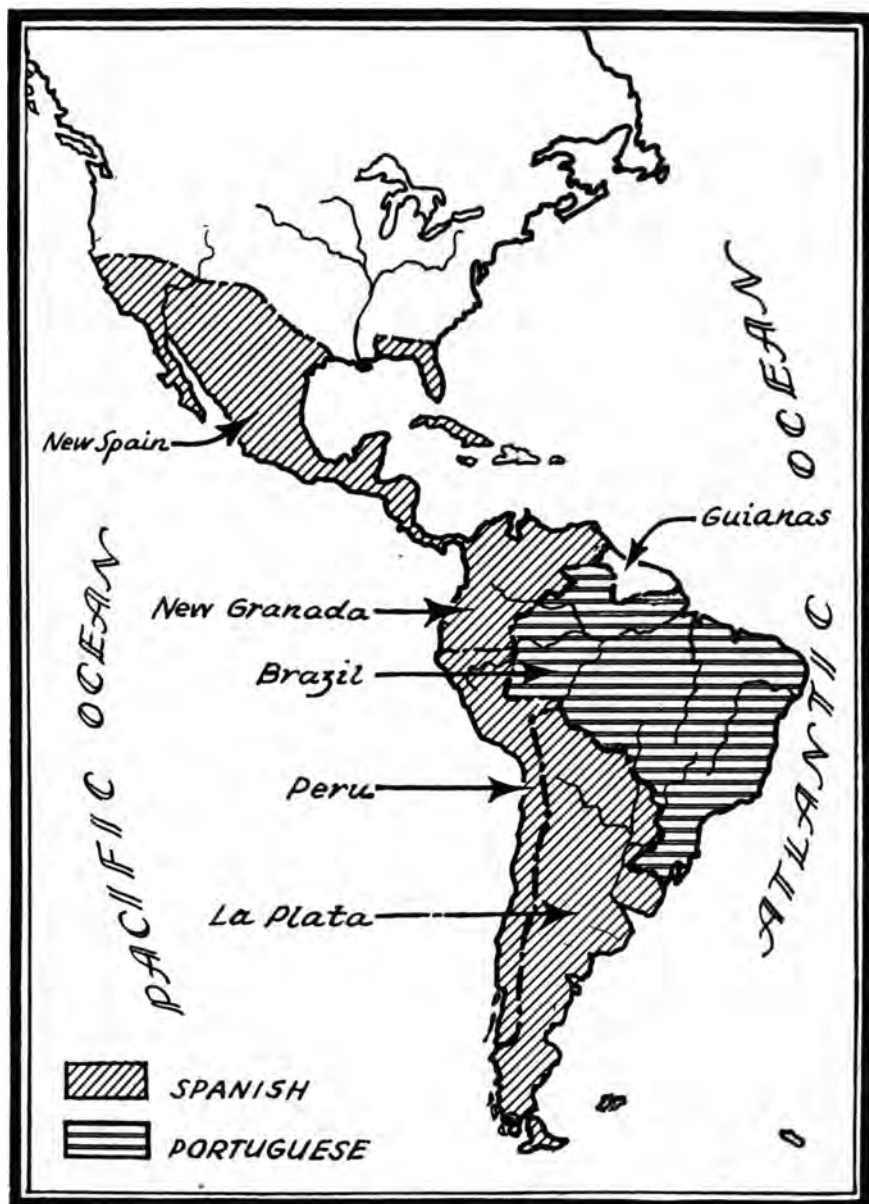 ATLANTIC OCEAN
New Spain
Guianas
New Granada
Brazil
Peru
La Plata
PACIFIC OCEAN
SPANISH
PORTUGUESE